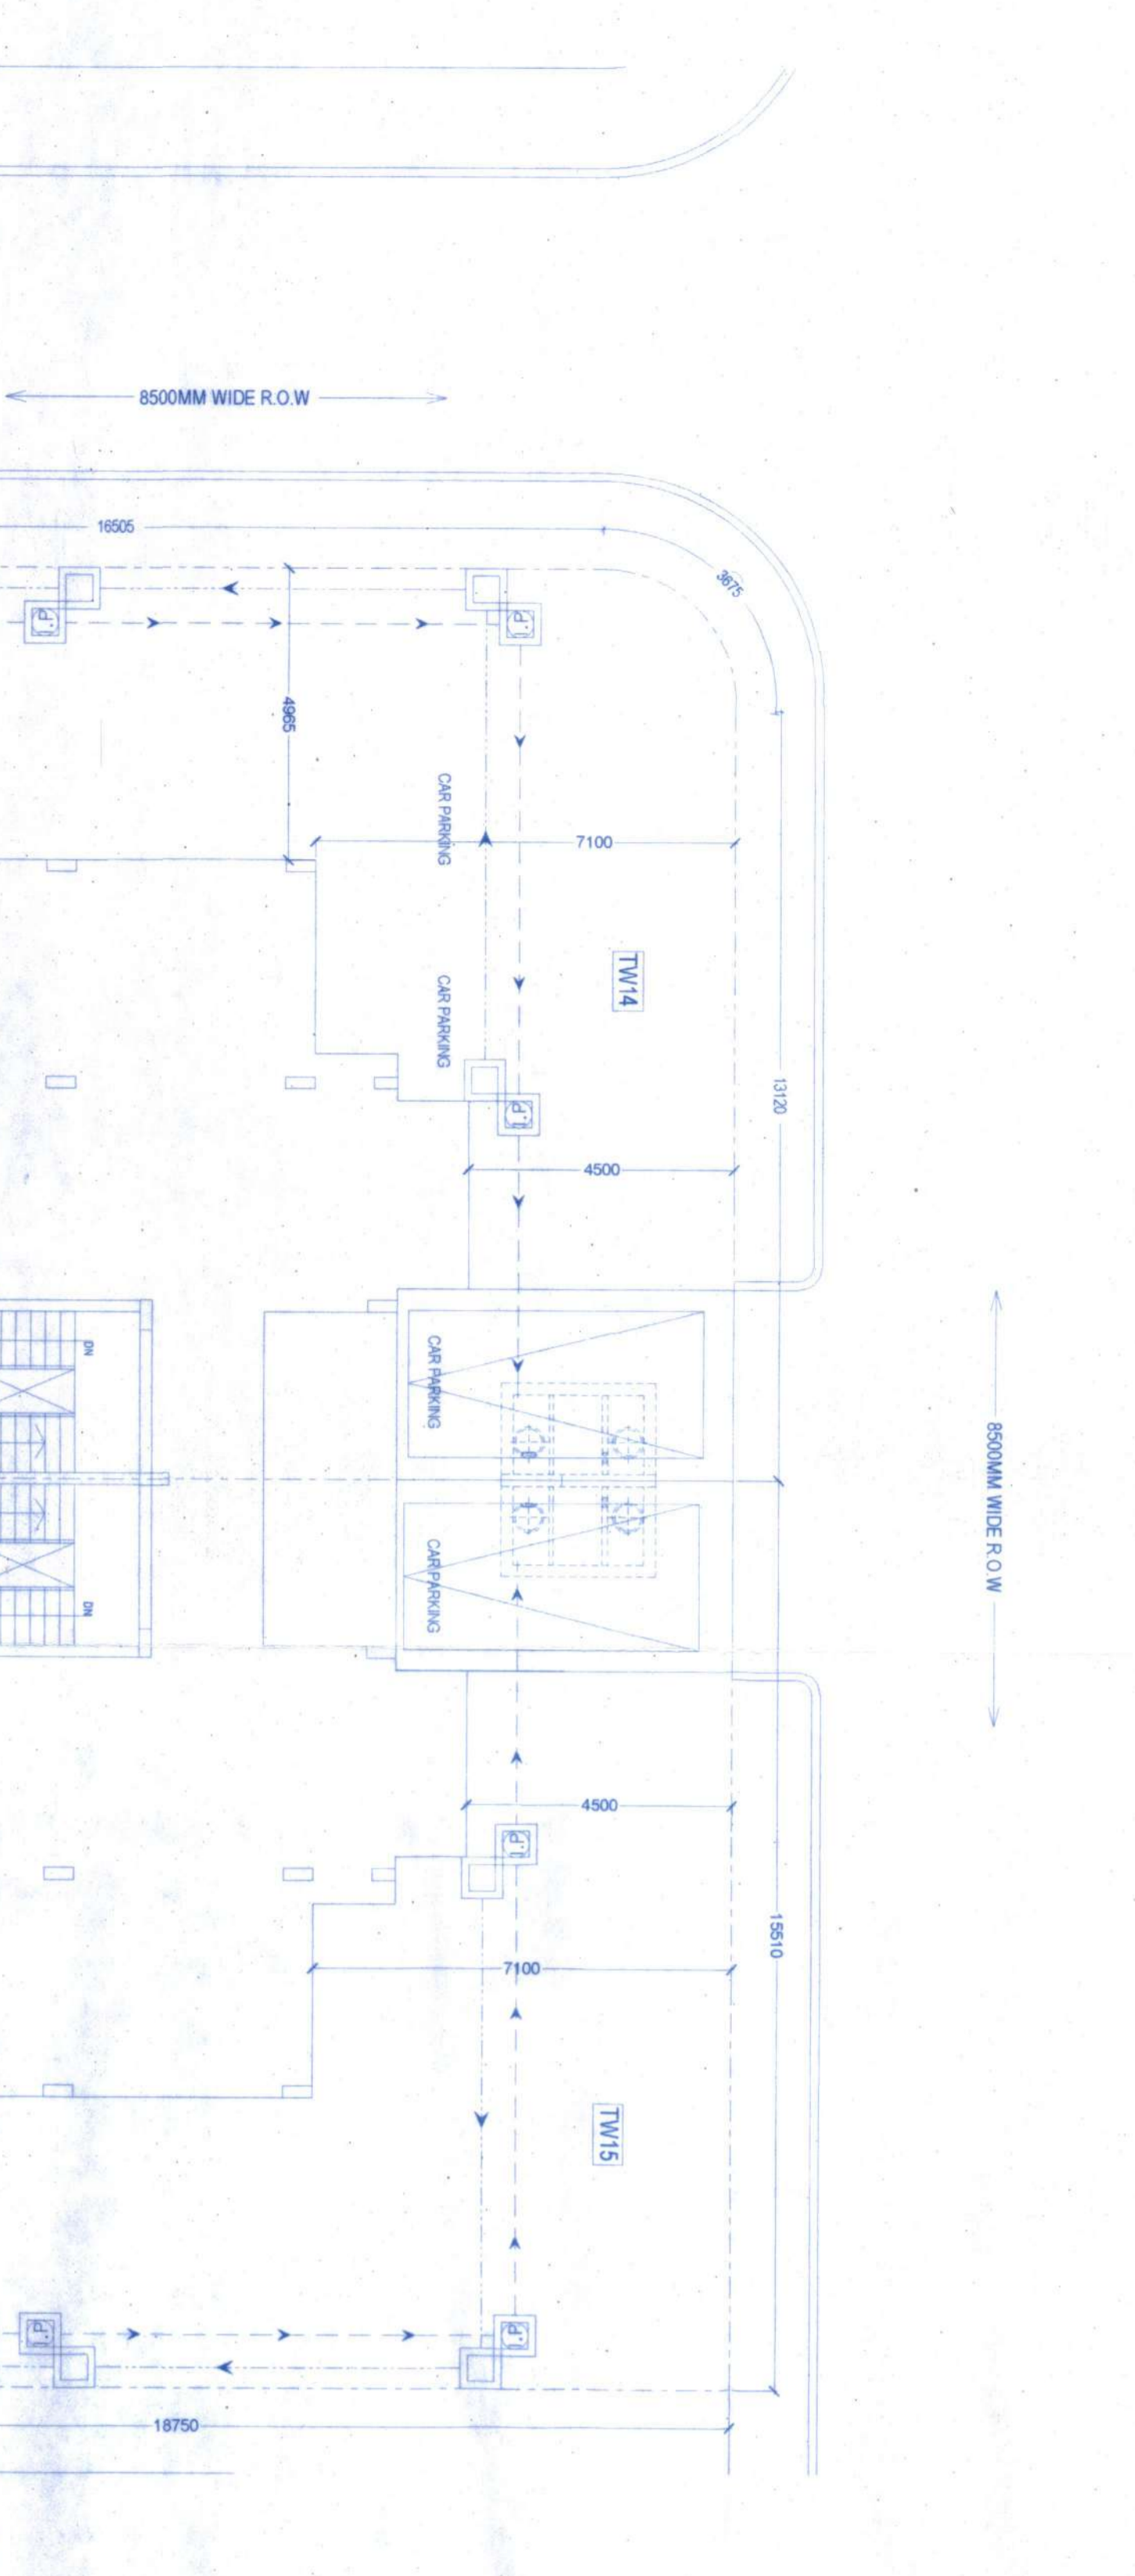 8500MM WIDE R.O.W
16505
3675
I.P
I.P
4965
CAR PARKING
7100
TW14
CAR PARKING
13120
I.P
4500
DN
CAR PARKING
8500MM WIDE R.O.W
CAR PARKING
DN
4500
I.P
15510
7100
TW15
I.P
I.P
18750